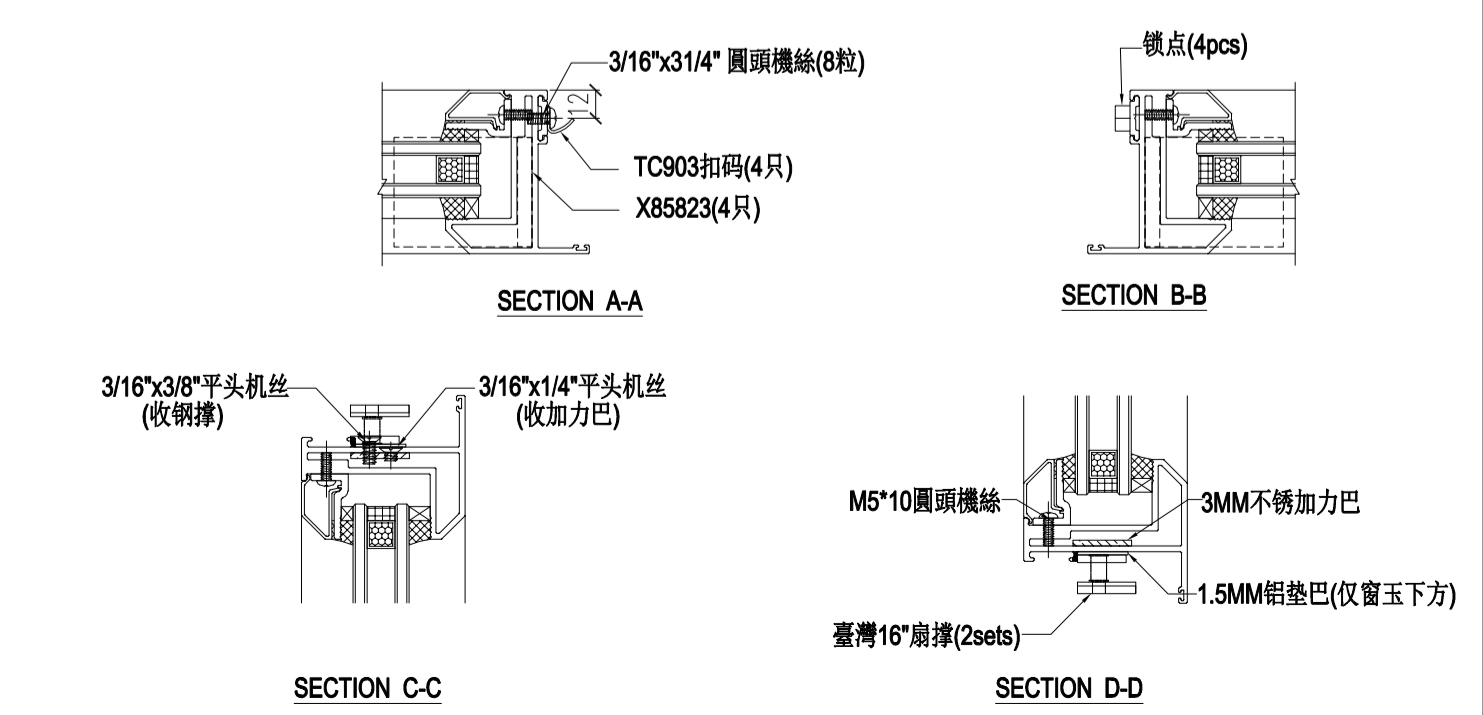 3/16"x31/4" 圓頭機絲(8粒)
12
TC903扣码(4只)
X85823(4只)
SECTION A-A
锁点(4pcs)
SECTION B-B
3/16"x3/8"平头机丝
(收钢撑)
3/16"x1/4"平头机丝
(收加力巴)
SECTION C-C
M5*10圓頭機絲
3MM不锈加力巴
1.5MM铝垫巴(仅窗玉下方)
臺灣16"扇撑(2sets)
SECTION D-D